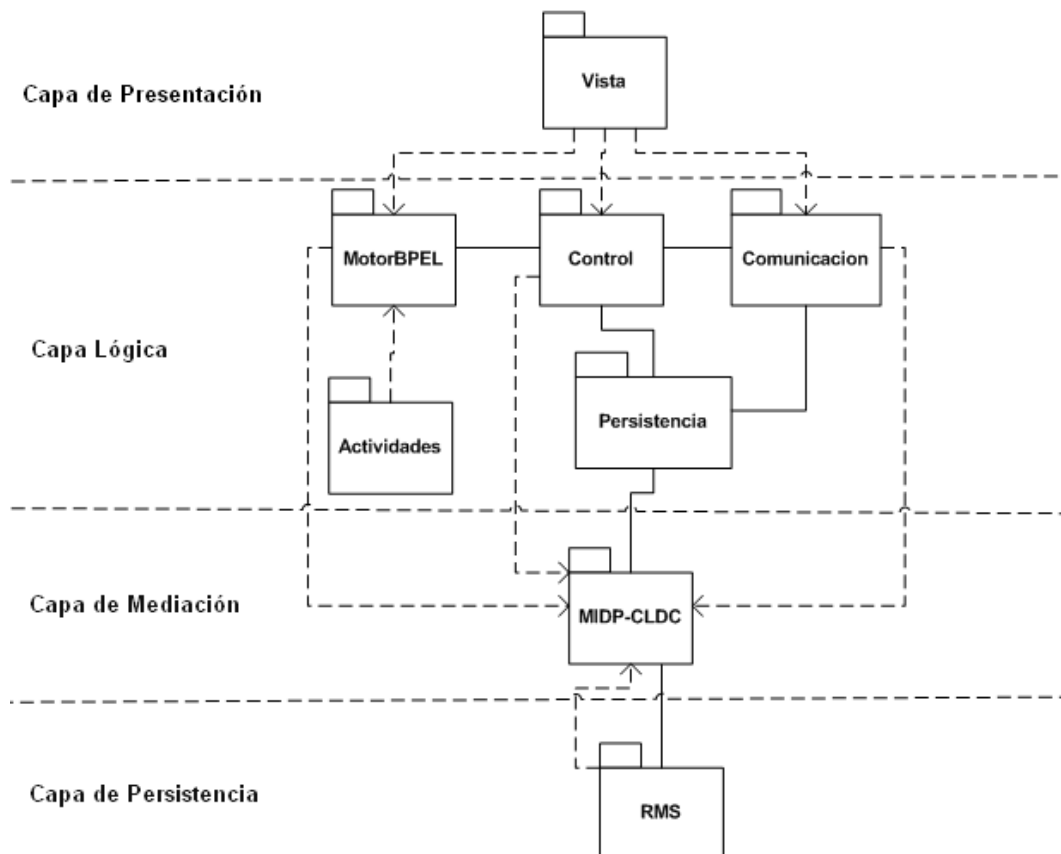 Vista
Capa de Presentación
MotorBPEL
Control
Comunicacion
Capa Lógica
Persistencia
Actividades
Capa de Mediación
MIDP-CLDC
Capa de Persistencia
RMS